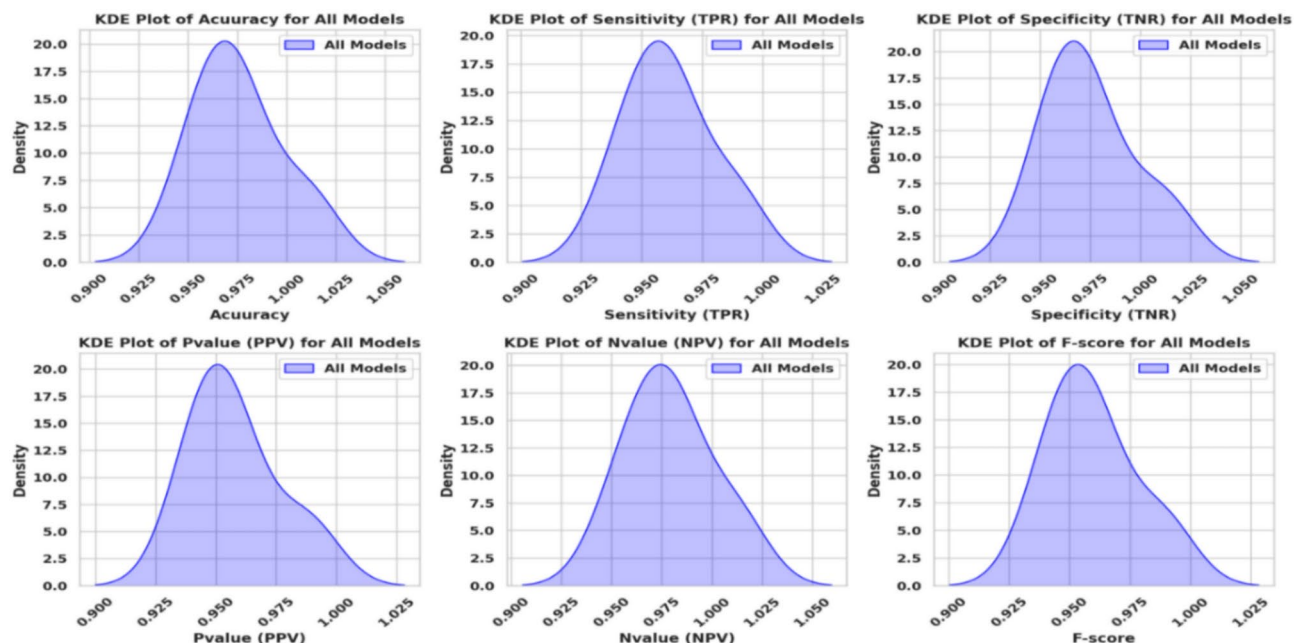 KDE Plot of Acuuracy for All Models
20.0
17.5
15.0
12.5
10.0
7.5
5.0
2.5
0.0
Density
All Models
0.900 0.925 0.950 0.975 1.000 1.025 1.050
Acuuracy
KDE Plot of Sensitivity (TPR) for All Models
20.0
17.5
15.0
12.5
10.0
7.5
5.0
2.5
0.0
Density
All Models
0.900 0.925 0.950 0.975 1.000 1.025
Sensitivity (TPR)
KDE Plot of Specificity (TNR) for All Models
20.0
17.5
15.0
12.5
10.0
7.5
5.0
2.5
0.0
Density
All Models
0.900 0.925 0.950 0.975 1.000 1.025 1.050
Specificity (TNR)
KDE Plot of Pvalue (PPV) for All Models
20.0
17.5
15.0
12.5
10.0
7.5
5.0
2.5
0.0
Density
All Models
0.900 0.925 0.950 0.975 1.000 1.025
Pvalue (PPV)
KDE Plot of Nvalue (NPV) for All Models
20.0
17.5
15.0
12.5
10.0
7.5
5.0
2.5
0.0
Density
All Models
0.900 0.925 0.950 0.975 1.000 1.025 1.050
Nvalue (NPV)
KDE Plot of F-score for All Models
20.0
17.5
15.0
12.5
10.0
7.5
5.0
2.5
0.0
Density
All Models
0.900 0.925 0.950 0.975 1.000 1.025
F-score